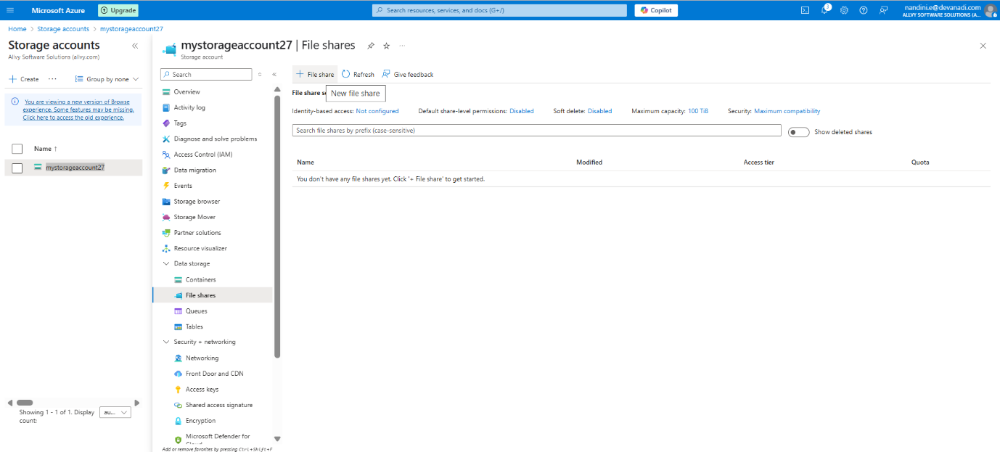 Microsoft Azure
Upgrade
Search resources, services, and docs (G+/)
Copilot
3
nandini.e@devanadi.com
ALLVY SOFTWARE SOLUTIONS (A...
Home > Storage accounts > mystorageaccount27
Storage accounts
Allvy Software Solutions (allvy.com)
Create
Group by none
You are viewing a new version of Browse
experience. Some features may be missing.
Click here to access the old experience.
Name ↑
mystorageaccount27
Showing 1 - 1 of 1. Display
count:
au...
mystorageaccount27 | File shares
Storage account
Search
Overview
Activity log
Tags
Diagnose and solve problems
Access Control (IAM)
Data migration
Events
Storage browser
Storage Mover
Partner solutions
Resource visualizer
Data storage
Containers
File shares
Queues
Tables
Security + networking
Networking
Front Door and CDN
Access keys
Shared access signature
Encryption
Microsoft Defender for
Cloud
Add or remove favorites by pressing Ctrl+Shift+F
File share
Refresh
Give feedback
File share se
New file share
Identity-based access: Not configured
Default share-level permissions: Disabled
Soft delete: Disabled
Maximum capacity: 100 TiB
Security: Maximum compatibility
Search file shares by prefix (case-sensitive)
Show deleted shares
Name
Modified
Access tier
Quota
You don't have any file shares yet. Click '+ File share' to get started.